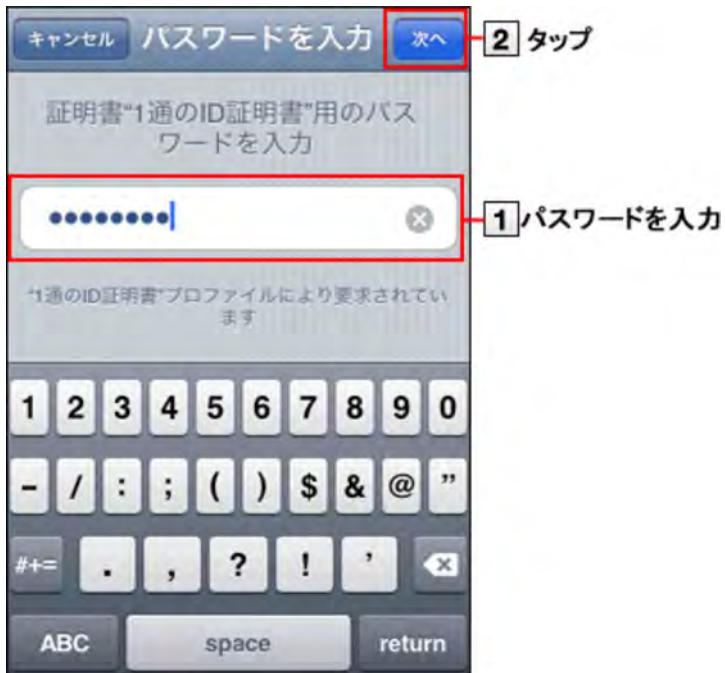 キャンセル パスワードを入力 次へ
2 タップ
証明書“1通のID証明書”用のパス
ワードを入力
••••••••
1 パスワードを入力
“1通のID証明書”プロファイルにより要求されてい
ます
1 2 3 4 5 6 7 8 9 0
- / : ; ( ) $ & @ ”
#+= . , ? ! ’
ABC space return